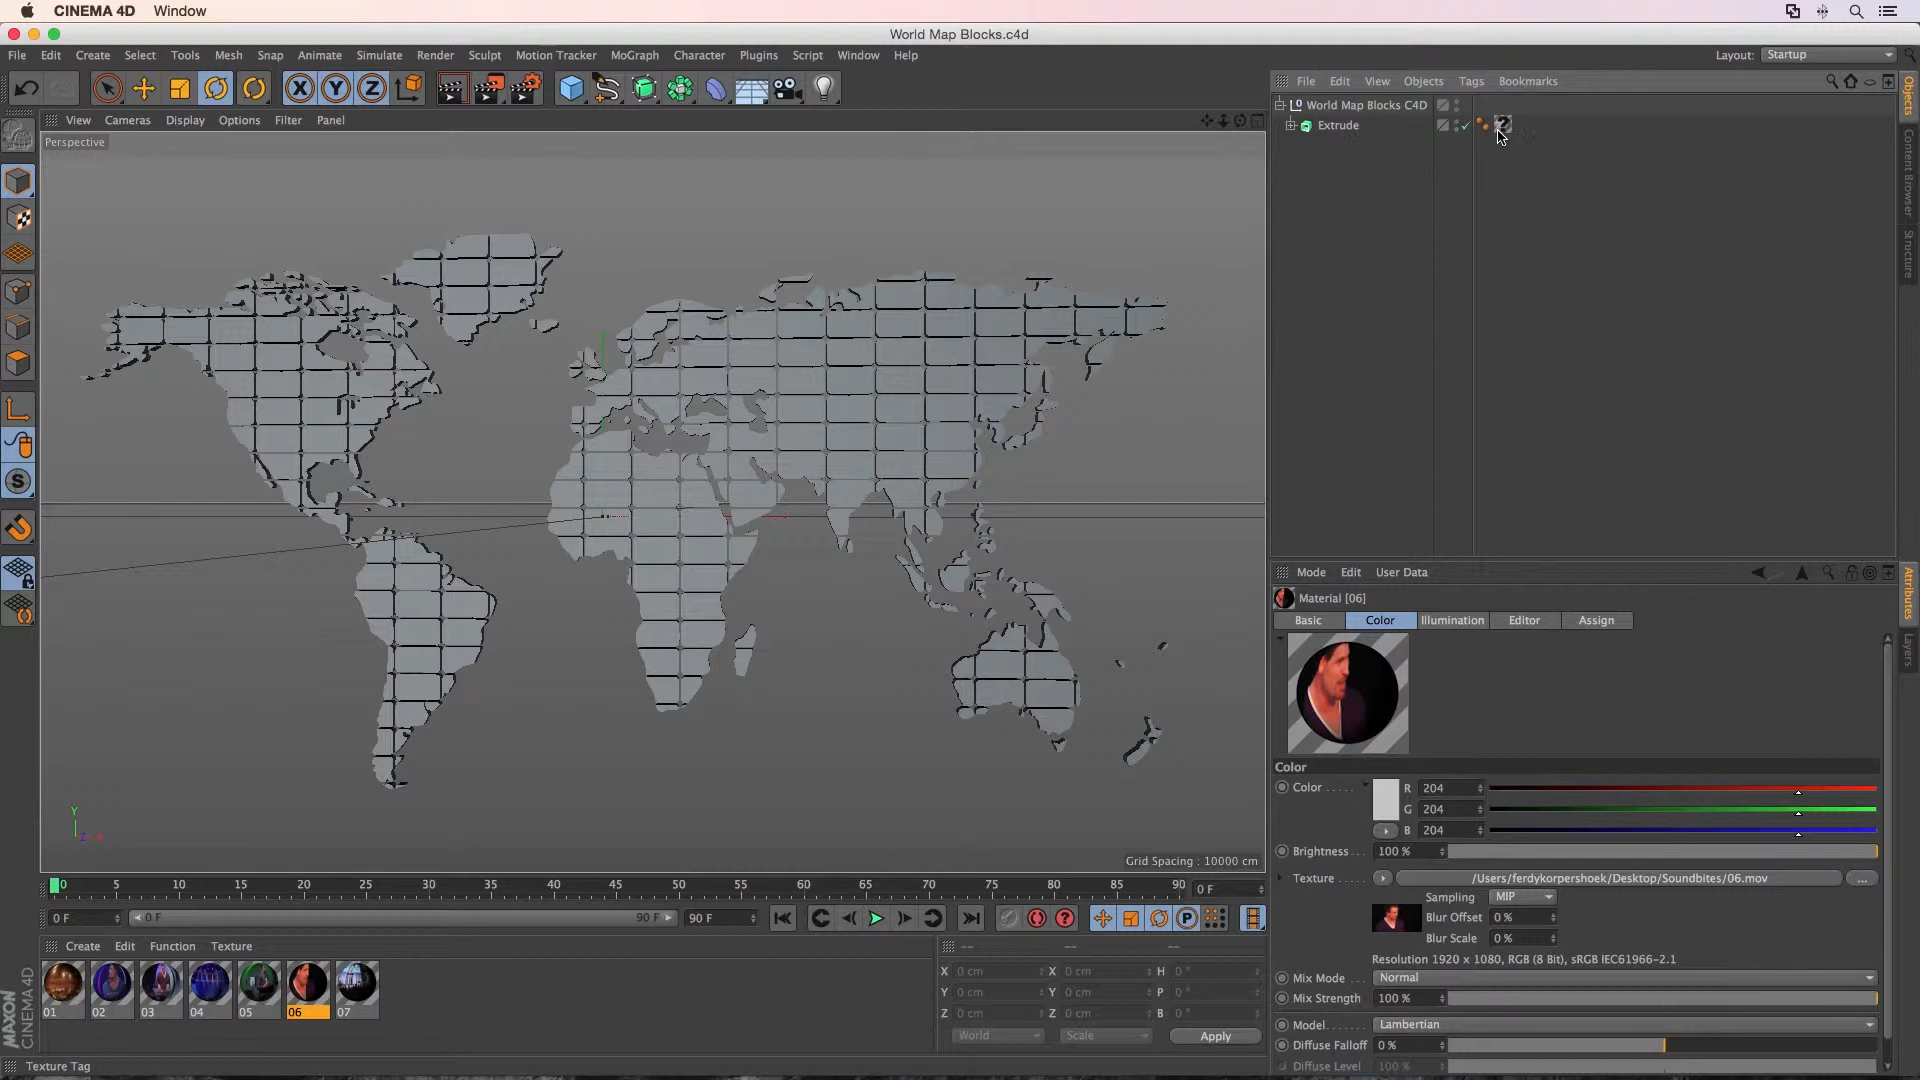 CINEMA 4D Window
World Map Blocks.c4d
File Edit Create Select Tools Mesh Snap Animate Simulate Render Sculpt Motion Tracker MoGraph Character Plugins Script Window Help
Layout: Startup
File Edit View Objects Tags Bookmarks
World Map Blocks C4D
Extrude
Objects
Content Browser
Structure
View Cameras Display Options Filter Panel
Perspective
Grid Spacing : 10000 cm
Mode Edit User Data
Material [06]
Basic Color Illumination Editor Assign
Attributes
Layers
Color
Color . . . . . R 204
G 204
B 204
Brightness . . . 100 %
Texture . . . . . /Users/ferdykorpershoek/Desktop/Soundbites/06.mov ...
Sampling MIP
Blur Offset 0 %
Blur Scale 0 %
Resolution 1920 x 1080, RGB (8 Bit), sRGB IEC61966-2.1
Mix Mode . . . Normal
Mix Strength 100 %
Model . . . . . . Lambertian
Diffuse Falloff 0 %
Diffuse Level . 100 %
0 5 10 15 20 25 30 35 40 45 50 55 60 65 70 75 80 85 90 0 F
0 F 0 F 90 F 90 F
Create Edit Function Texture
01 02 03 04 05 06 07
-- -- --
X 0 cm X 0 cm H 0 °
Y 0 cm Y 0 cm P 0 °
Z 0 cm Z 0 cm B 0 °
World Scale Apply
MAXON
CINEMA 4D
Texture Tag